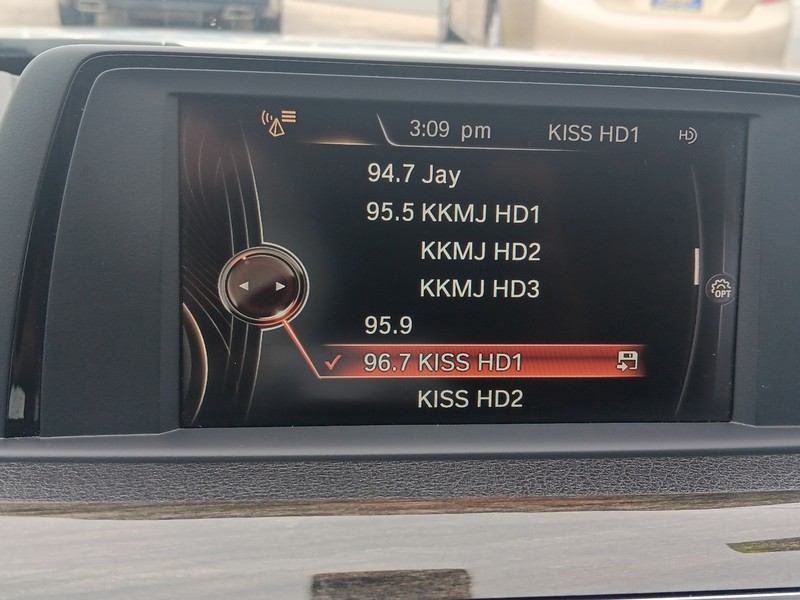 3:09 pm KISS HD1 HD
94.7 Jay
95.5 KKMJ HD1
KKMJ HD2
KKMJ HD3
OPT
95.9
96.7 KISS HD1
KISS HD2